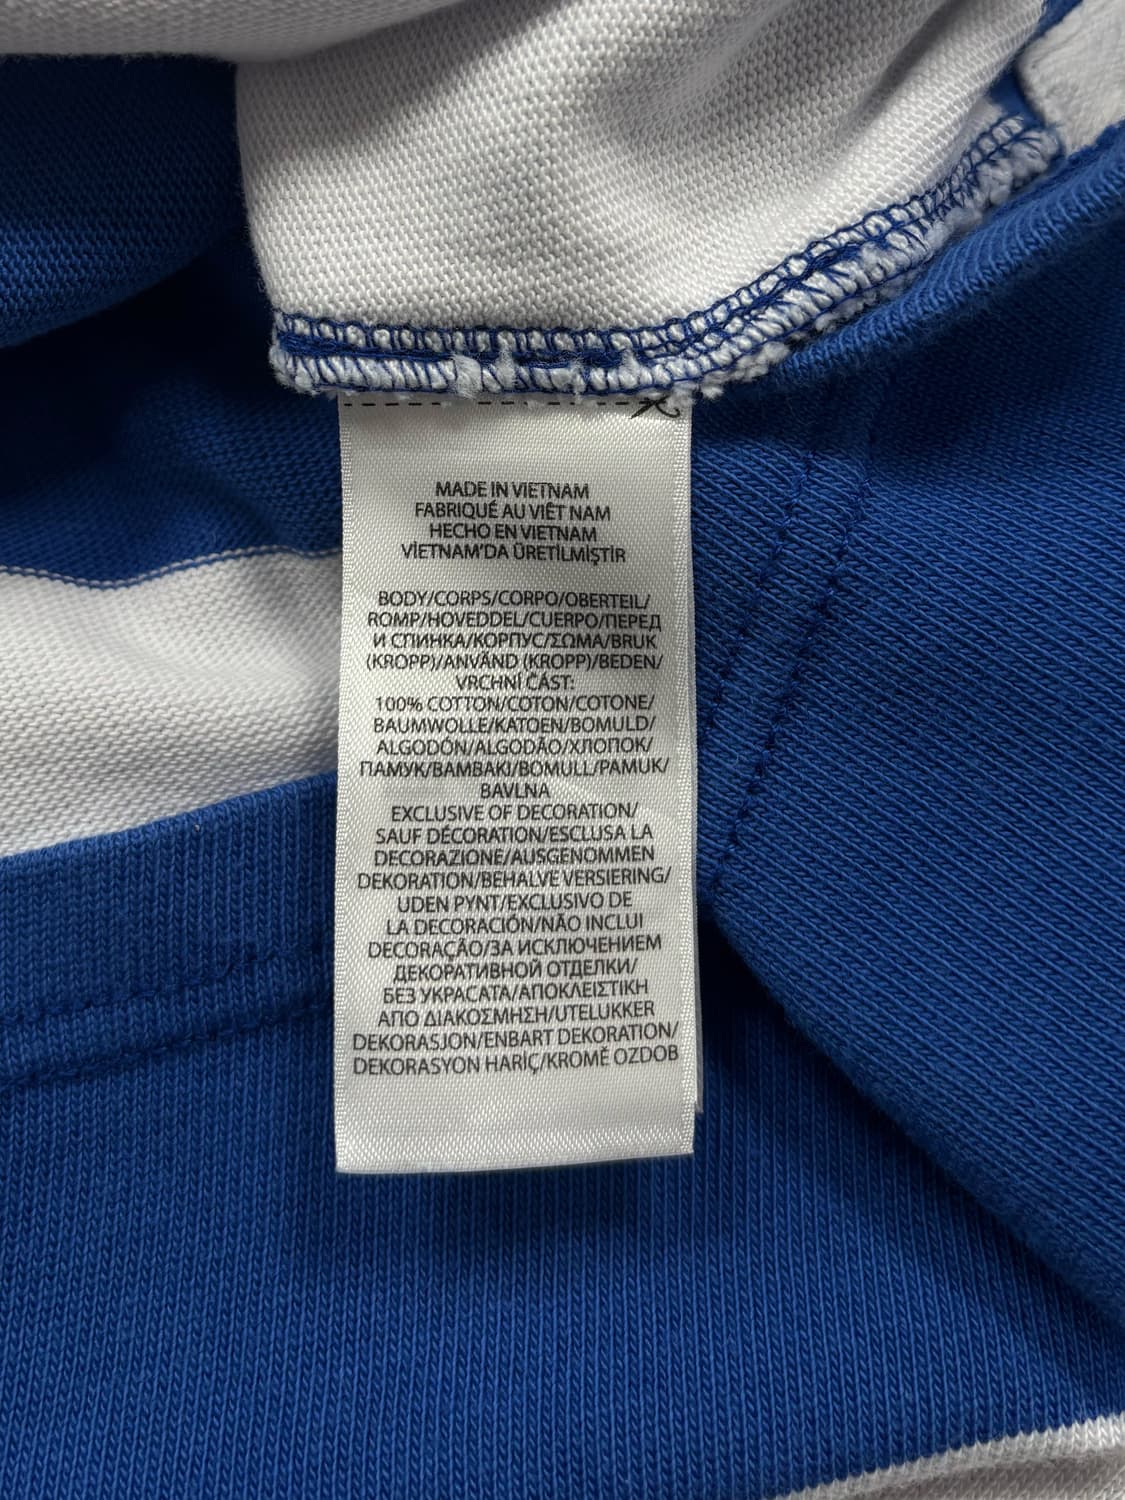 MADE IN VIETNAM
FABRIQUÉ AU VIÊT NAM
HECHO EN VIETNAM
VİETNAM'DA ÜRETİLMİŞTİR
BODY/CORPS/CORPO/OBERTEIL/
ROMP/HOVEDDEL/CUERPO/ПЕРЕД
И СПИНКА/КОРПУС/ΣΩΜΑ/BRUK
(KROPP)/ANVÄND (KROPP)/BEDEN/
VRCHNÍ ČÁST:
100% COTTON/COTON/COTONE/
BAUMWOLLE/KATOEN/BOMULD/
ALGODÓN/ALGODÃO/ХЛОПОК/
ПАМУК/ΒΑΜΒΑΚΙ/BOMULL/PAMUK/
BAVLNA
EXCLUSIVE OF DECORATION/
SAUF DÉCORATION/ESCLUSA LA
DECORAZIONE/AUSGENOMMEN
DEKORATION/BEHALVE VERSIERING/
UDEN PYNT/EXCLUSIVO DE
LA DECORACIÓN/NÃO INCLUI
DECORAÇÃO/ЗА ИСКЛЮЧЕНИЕМ
ДЕКОРАТИВНОЙ ОТДЕЛКИ/
БЕЗ УКРАСАТА/ΑΠΟΚΛΕΙΣΤΙΚΗ
ΑΠΟ ΔΙΑΚΟΣΜΗΣΗ/UTELUKKER
DEKORASJON/ENBART DEKORATION/
DEKORASYON HARİÇ/KROMĚ OZDOB